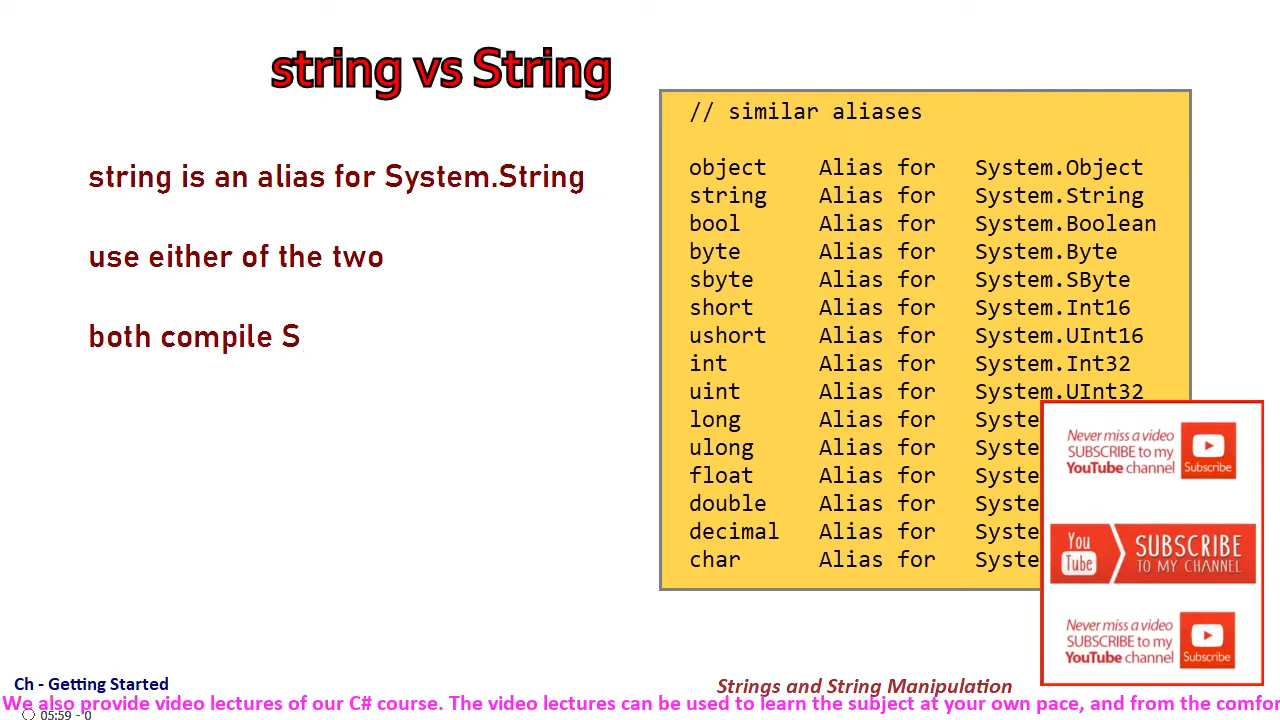 string vs String
string is an alias for System.String
use either of the two
both compile S
// similar aliases
object Alias for System.Object
string Alias for System.String
bool Alias for System.Boolean
byte Alias for System.Byte
sbyte Alias for System.SByte
short Alias for System.Int16
ushort Alias for System.UInt16
int Alias for System.Int32
uint Alias for System.UInt32
long Alias for Syste
ulong Alias for Syste
float Alias for Syste
double Alias for Syste
decimal Alias for Syste
char Alias for Syste
Never miss a video
SUBSCRIBE to my
YouTube channel
Subscribe
You
Tube
SUBSCRIBE
TO MY CHANNEL
Never miss a video
SUBSCRIBE to my
YouTube channel
Subscribe
Ch - Getting Started
Strings and String Manipulation
We also provide video lectures of our C# course. The video lectures can be used to learn the subject at your own pace, and from the comfor
05:59 - '0